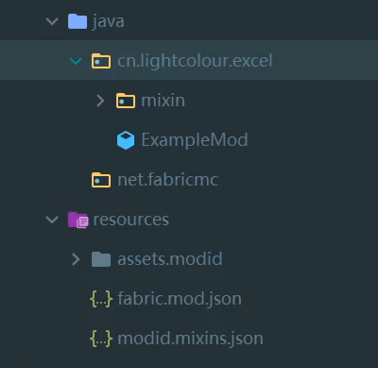 java
cn.lightcolour.excel
mixin
ExampleMod
net.fabricmc
resources
assets.modid
fabric.mod.json
modid.mixins.json